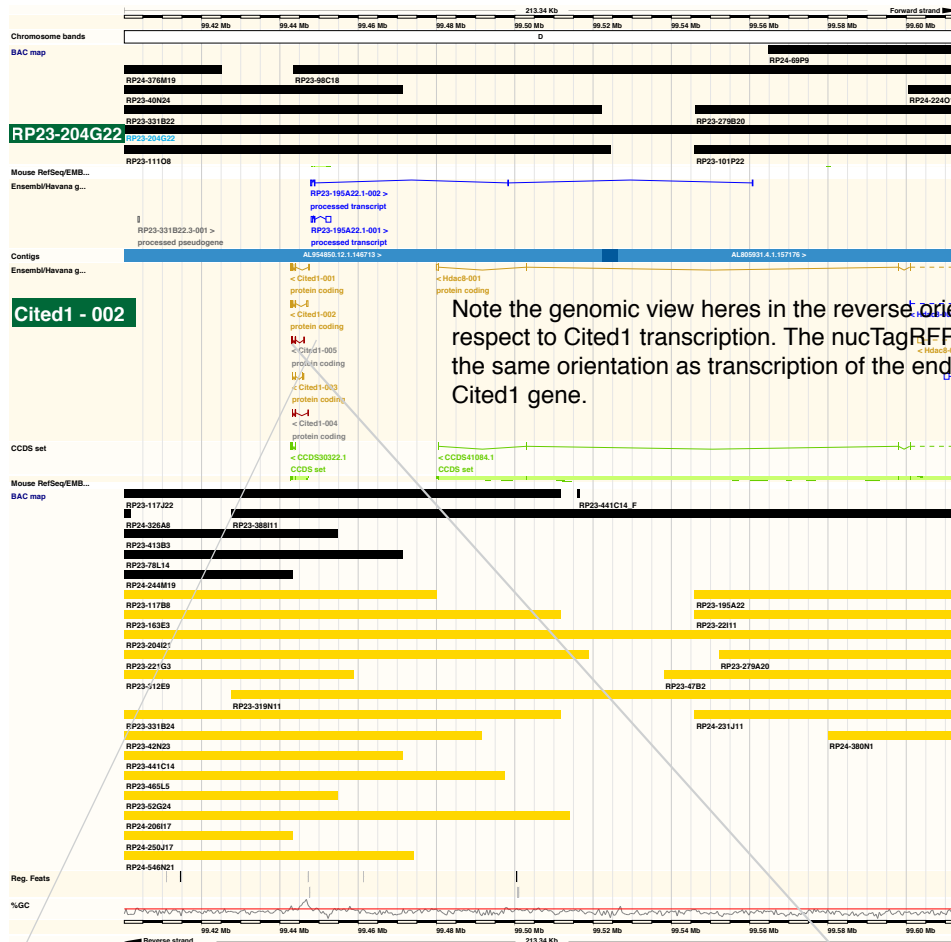 213.34 Kb Forward strand
99.42 Mb 99.44 Mb 99.46 Mb 99.48 Mb 99.50 Mb 99.52 Mb 99.54 Mb 99.56 Mb 99.58 Mb 99.60 Mb
Chromosome bands D
BAC map
RP24-69P9
RP24-376M19 RP23-98C18
RP23-40N24 RP24-224O
RP23-331B22 RP23-279B20
RP23-204G22
RP23-204G22
RP23-111O8 RP23-101P22
Mouse RefSeq/EMB...
Ensembl/Havana g...
RP23-195A22.1-002 >
processed transcript
RP23-331B22.3-001 > RP23-195A22.1-001 >
processed pseudogene processed transcript
Contigs AL954850.12.1.146713 > AL805931.4.1.157176 >
Ensembl/Havana g...
< Cited1-001 < Hdac8-001
protein coding protein coding
Cited1 - 002
< Cited1-002
protein coding
< Cited1-005
protein coding
< Cited1-003
protein coding
< Cited1-004
protein coding
Note the genomic view heres in the reverse orie
respect to Cited1 transcription. The nucTagRFP
the same orientation as transcription of the end
Cited1 gene.
CCDS set
< CCDS30322.1 < CCDS41084.1
CCDS set CCDS set
Mouse RefSeq/EMB...
BAC map
RP23-117J22 RP23-441C14_F
RP24-326A8 RP23-388I11
RP23-413B3
RP23-78L14
RP24-244M19
RP23-117B8 RP23-195A22
RP23-163E3 RP23-22I11
RP23-204I21
RP23-221G3 RP23-279A20
RP23-312E9 RP23-47B2
RP23-319N11
RP23-331B24 RP24-231J11
RP23-42N23 RP24-380N1
RP23-441C14
RP23-465L5
RP23-52G24
RP24-206I17
RP24-250J17
RP24-546N21
Reg. Feats
%GC
99.42 Mb 99.44 Mb 99.46 Mb 99.48 Mb 99.50 Mb 99.52 Mb 99.54 Mb 99.56 Mb 99.58 Mb 99.60 Mb
Reverse strand 213.34 Kb